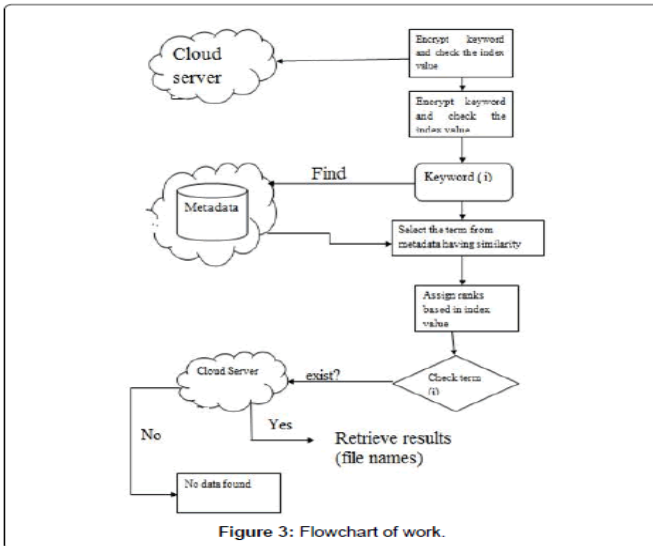 Cloud
server
Encrypt keyword
and check the index
value
Encrypt keyword
and check the
index value
Find
Keyword ( i)
Metadata
Select the term from
metadata having similarity
Assign ranks
based in index
value
Cloud Server
exist?
Check term
(i)
No
Yes
Retrieve results
(file names)
No data found
Figure 3: Flowchart of work.